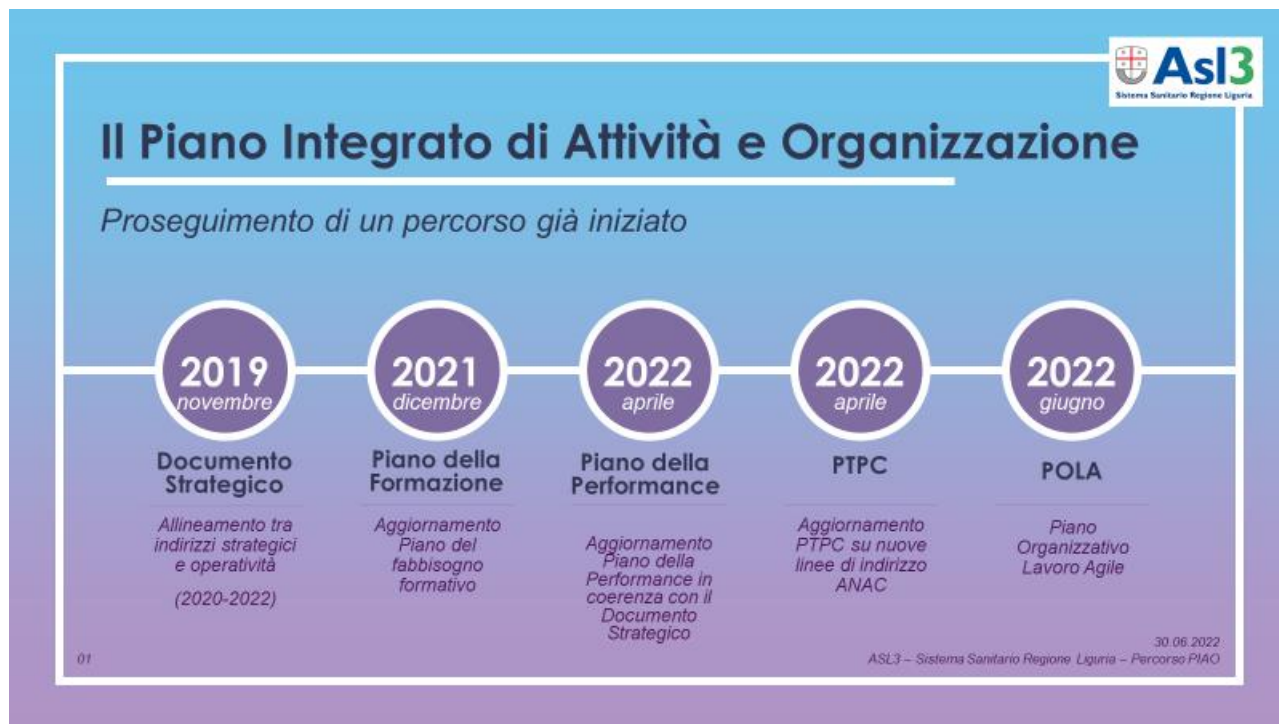 Asl3
Sistema Sanitario Regione Liguria
Il Piano Integrato di Attività e Organizzazione
Proseguimento di un percorso già iniziato
2019
novembre
Documento
Strategico
Allineamento tra
indirizzi strategici
e operatività
(2020-2022)
2021
dicembre
Piano della
Formazione
Aggiornamento
Piano del
fabbisogno
formativo
2022
aprile
Piano della
Performance
Aggiornamento
Piano della
Performance in
coerenza con il
Documento
Strategico
2022
aprile
PTPC
Aggiornamento
PTPC su nuove
linee di indirizzo
ANAC
2022
giugno
POLA
Piano
Organizzativo
Lavoro Agile
30.06.2022
01
ASL3 – Sistema Sanitario Regione Liguria – Percorso PIAO